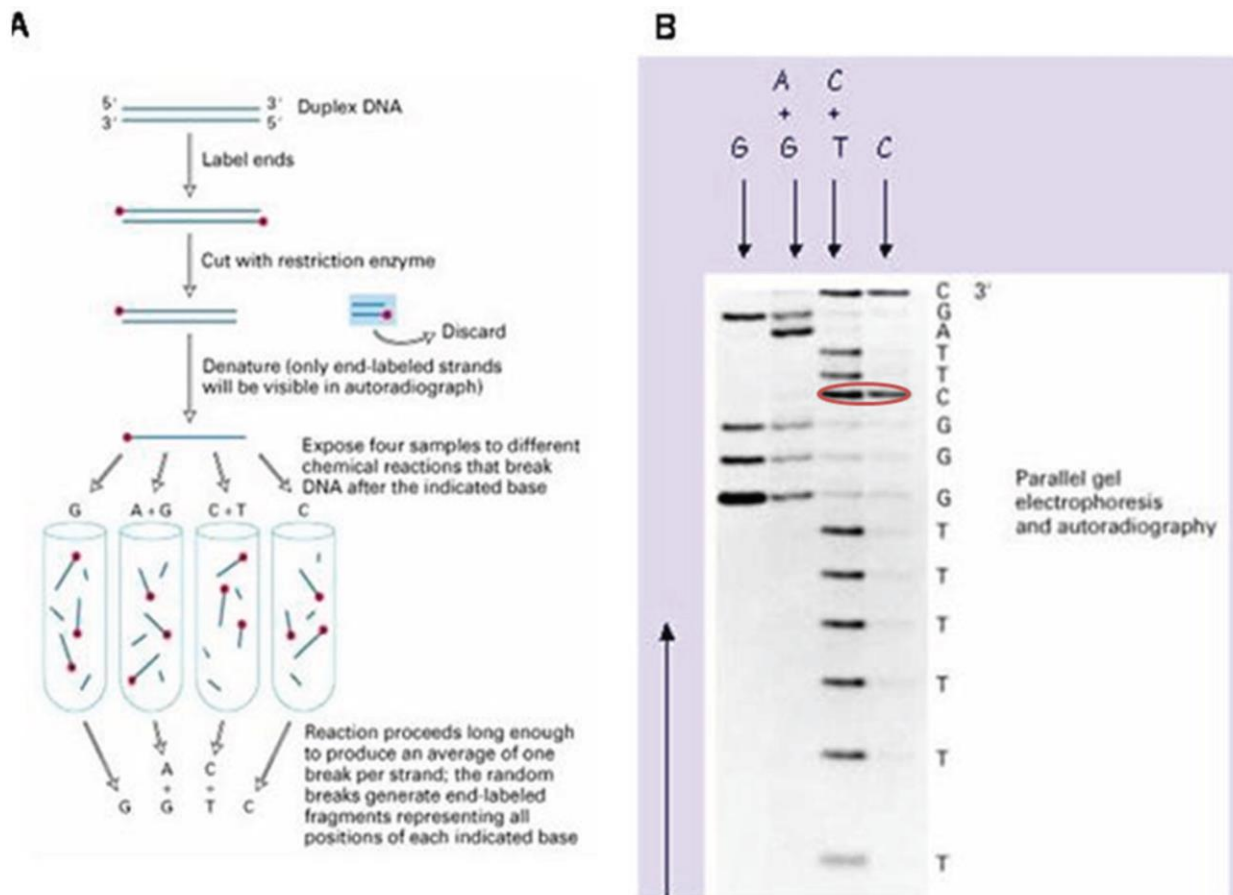 A
5' 3' Duplex DNA
3' 5'
Label ends
Cut with restriction enzyme
Discard
Denature (only end-labeled strands
will be visible in autoradiograph)
Expose four samples to different
chemical reactions that break
DNA after the indicated base
G A+G C+T C
Reaction proceeds long enough
to produce an average of one
break per strand; the random
breaks generate end-labeled
fragments representing all
positions of each indicated base
A C
+ +
G G T C
B
A C
+ +
G G T C
C 3'
G
A
T
T
C
G
G
G
T
T
T
T
T
T
Parallel gel
electrophoresis
and autoradiography